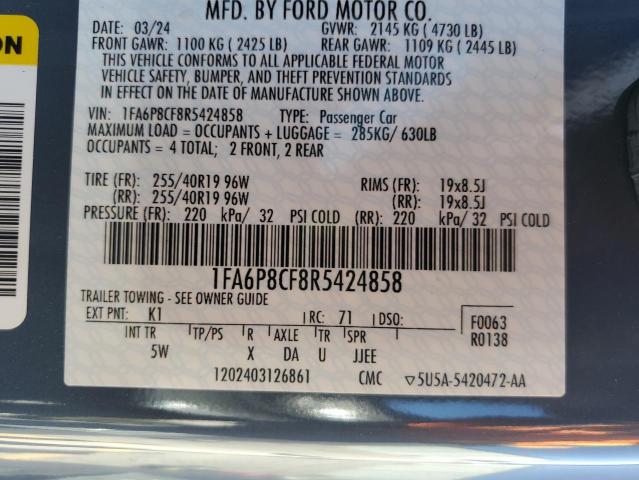 MFD. BY FORD MOTOR CO.
DATE: 03/24 GVWR: 2145 KG ( 4730 LB)
FRONT GAWR: 1100 KG ( 2425 LB) REAR GAWR: 1109 KG ( 2445LB)
THIS VEHICLE CONFORMS TO ALL APPLICABLE FEDERAL MOTOR
VEHICLE SAFETY, BUMPER, AND THEFT PREVENTION STANDARDS
IN EFFECT ON THE DATE OF MANUFACTURE SHOWN ABOVE.
VIN: 1FA6P8CF8R5424858 TYPE: Passenger Car
MAXIMUM LOAD = OCCUPANTS + LUGGAGE = 285KG/ 630LB
OCCUPANTS = 4 TOTAL; 2 FRONT, 2 REAR
TIRE (FR): 255/40R19 96W RIMS (FR): 19x8.5J
(RR): 255/40R19 96W (RR): 19x8.5J
PRESSURE (FR): 220 kPa/ 32 PSI COLD (RR): 220 kPa/ 32 PSI COLD
1FA6P8CF8R5424858
TRAILER TOWING - SEE OWNER GUIDE
EXT PNT: K1 RC: 71 DSO:
F0063
R0138
INT TR TP/PS R AXLE TR SPR
5W X DA U JJEE
1202403126861 CMC ▽5U5A-5420472-AA
ON